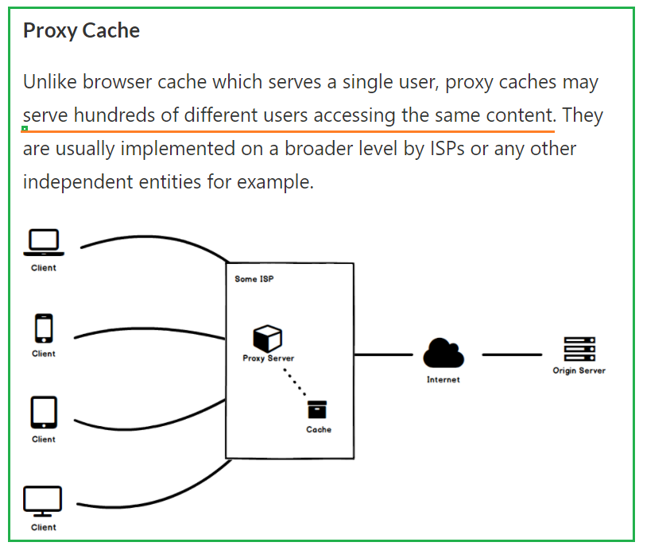 Proxy Cache
Unlike browser cache which serves a single user, proxy caches may
serve hundreds of different users accessing the same content. They
are usually implemented on a broader level by ISPs or any other
independent entities for example.
Client
Some ISP
Client
Proxy Server
Internet
Origin Server
Client
Cache
Client